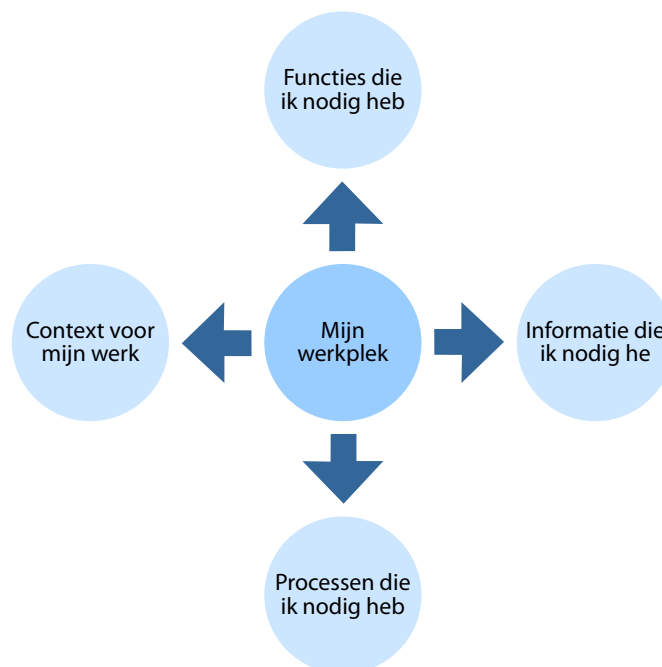 Functies die
ik nodig heb
Context voor
mijn werk
Mijn
werkplek
Informatie die
ik nodig he
Processen die
ik nodig heb